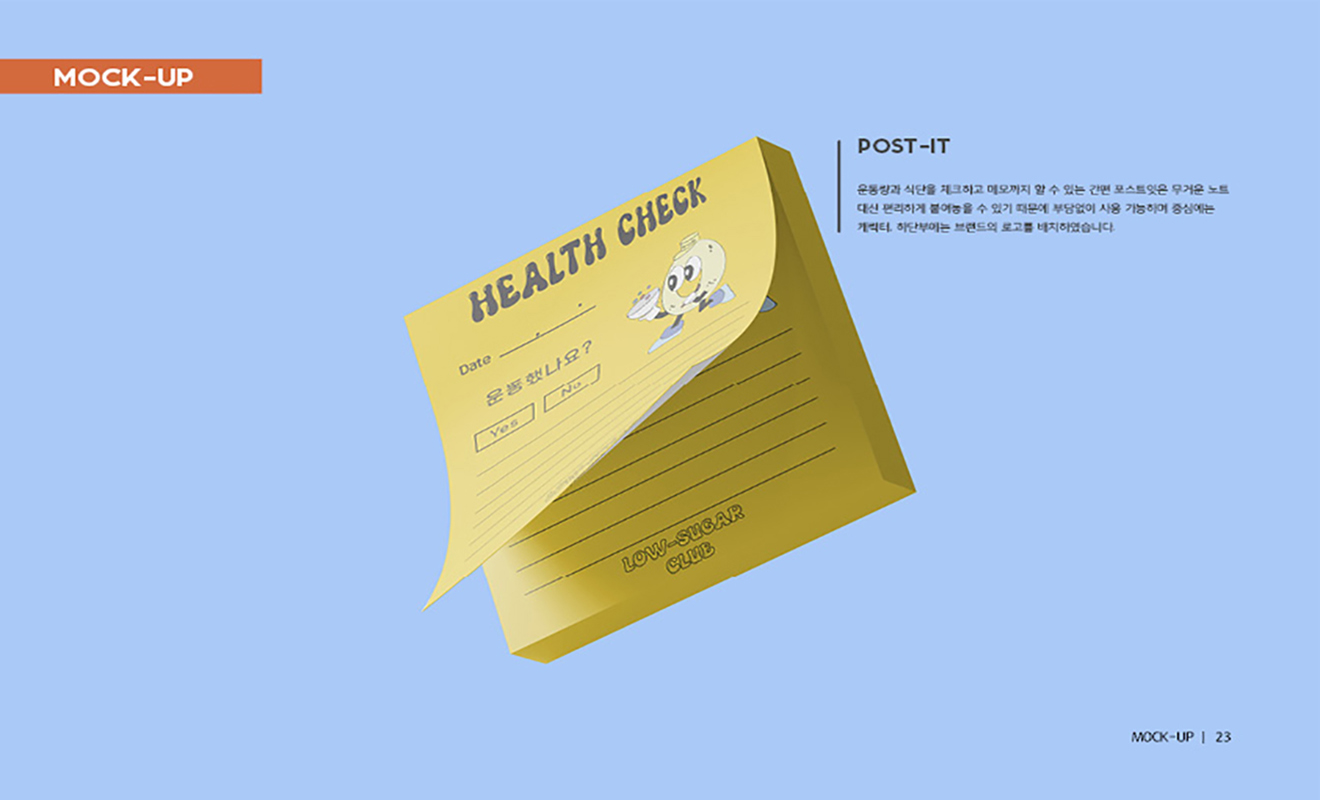 MOCK-UP
POST-IT
운동량과 식단을 체크하고 메모까지 할 수 있는 간편 포스트잇은 무거운 노트
대신 편리하게 붙여놓을 수 있기 때문에 부담없이 사용 가능하며 중심에는
캐릭터, 하단부에는 브랜드의 로고를 배치하였습니다.
HEALTH CHECK
Date
운동했나요?
Yes No
LOW-SUGAR
CLUB
MOCK-UP | 23